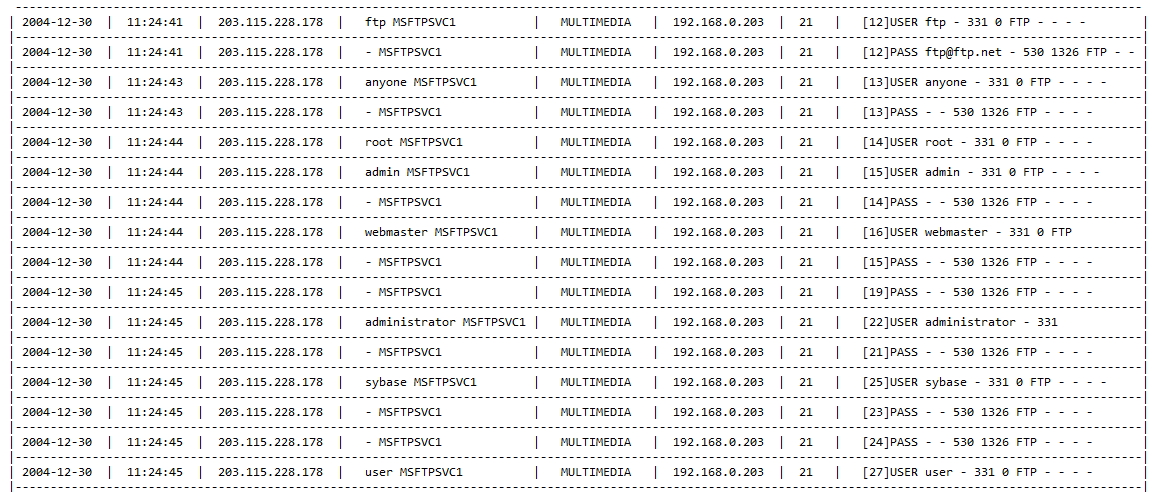 2004-12-30 | 11:24:41 | 203.115.228.178 | ftp MSFTPSVC1 | MULTIMEDIA | 192.168.0.203 | 21 | [12]USER ftp - 331 0 FTP - - - - |
2004-12-30 | 11:24:41 | 203.115.228.178 | - MSFTPSVC1 | MULTIMEDIA | 192.168.0.203 | 21 | [12]PASS ftp@ftp.net - 530 1326 FTP - - |
2004-12-30 | 11:24:43 | 203.115.228.178 | anyone MSFTPSVC1 | MULTIMEDIA | 192.168.0.203 | 21 | [13]USER anyone - 331 0 FTP - - - - |
2004-12-30 | 11:24:43 | 203.115.228.178 | - MSFTPSVC1 | MULTIMEDIA | 192.168.0.203 | 21 | [13]PASS - - 530 1326 FTP - - - - |
2004-12-30 | 11:24:44 | 203.115.228.178 | root MSFTPSVC1 | MULTIMEDIA | 192.168.0.203 | 21 | [14]USER root - 331 0 FTP - - - - |
2004-12-30 | 11:24:44 | 203.115.228.178 | admin MSFTPSVC1 | MULTIMEDIA | 192.168.0.203 | 21 | [15]USER admin - 331 0 FTP - - - - |
2004-12-30 | 11:24:44 | 203.115.228.178 | - MSFTPSVC1 | MULTIMEDIA | 192.168.0.203 | 21 | [14]PASS - - 530 1326 FTP - - - - |
2004-12-30 | 11:24:44 | 203.115.228.178 | webmaster MSFTPSVC1 | MULTIMEDIA | 192.168.0.203 | 21 | [16]USER webmaster - 331 0 FTP |
2004-12-30 | 11:24:44 | 203.115.228.178 | - MSFTPSVC1 | MULTIMEDIA | 192.168.0.203 | 21 | [15]PASS - - 530 1326 FTP - - - - |
2004-12-30 | 11:24:45 | 203.115.228.178 | - MSFTPSVC1 | MULTIMEDIA | 192.168.0.203 | 21 | [19]PASS - - 530 1326 FTP - - - - |
2004-12-30 | 11:24:45 | 203.115.228.178 | administrator MSFTPSVC1 | MULTIMEDIA | 192.168.0.203 | 21 | [22]USER administrator - 331 |
2004-12-30 | 11:24:45 | 203.115.228.178 | - MSFTPSVC1 | MULTIMEDIA | 192.168.0.203 | 21 | [21]PASS - - 530 1326 FTP - - - - |
2004-12-30 | 11:24:45 | 203.115.228.178 | sybase MSFTPSVC1 | MULTIMEDIA | 192.168.0.203 | 21 | [25]USER sybase - 331 0 FTP - - - - |
2004-12-30 | 11:24:45 | 203.115.228.178 | - MSFTPSVC1 | MULTIMEDIA | 192.168.0.203 | 21 | [23]PASS - - 530 1326 FTP - - - - |
2004-12-30 | 11:24:45 | 203.115.228.178 | - MSFTPSVC1 | MULTIMEDIA | 192.168.0.203 | 21 | [24]PASS - - 530 1326 FTP - - - - |
2004-12-30 | 11:24:45 | 203.115.228.178 | user MSFTPSVC1 | MULTIMEDIA | 192.168.0.203 | 21 | [27]USER user - 331 0 FTP - - - - |